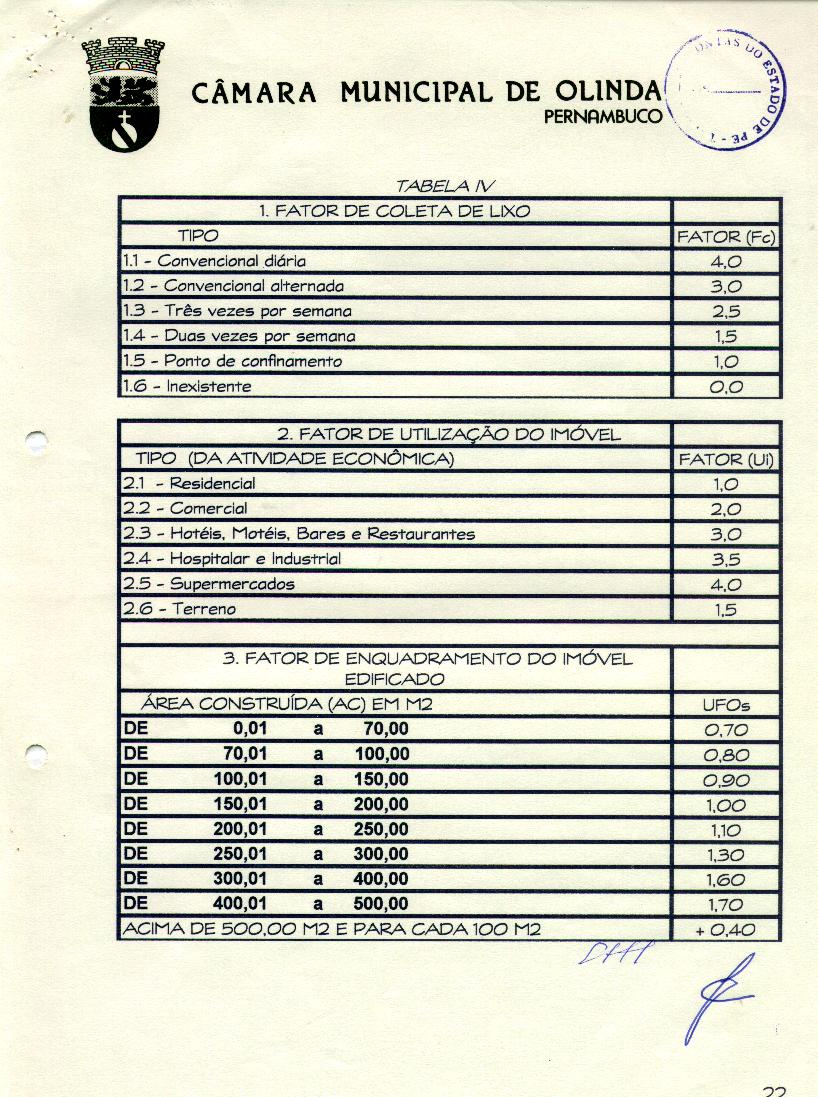 CÂMARA MUNICIPAL DE OLINDA
PERNAMBUCO
ONTAS DO ESTADO DE PE - T
TABELA IV
1. FATOR DE COLETA DE LIXO
TIPO FATOR (Fc)
1.1 - Convencional diária 4,0
1.2 - Convencional alternada 3,0
1.3 - Três vezes por semana 2,5
1.4 - Duas vezes por semana 1,5
1.5 - Ponto de confinamento 1,0
1.6 - Inexistente 0,0
2. FATOR DE UTILIZAÇÃO DO IMÓVEL
TIPO (DA ATIVIDADE ECONÔMICA) FATOR (Ui)
2.1 - Residencial 1,0
2.2 - Comercial 2,0
2.3 - Hotéis, Motéis, Bares e Restaurantes 3,0
2.4 - Hospitalar e Industrial 3,5
2.5 - Supermercados 4,0
2.6 - Terreno 1,5
3. FATOR DE ENQUADRAMENTO DO IMÓVEL
EDIFICADO
ÁREA CONSTRUÍDA (AC) EM M2 UFOs
DE 0,01 a 70,00 0,70
DE 70,01 a 100,00 0,80
DE 100,01 a 150,00 0,90
DE 150,01 a 200,00 1,00
DE 200,01 a 250,00 1,10
DE 250,01 a 300,00 1,30
DE 300,01 a 400,00 1,60
DE 400,01 a 500,00 1,70
ACIMA DE 500,00 M2 E PARA CADA 100 M2 + 0,40
22